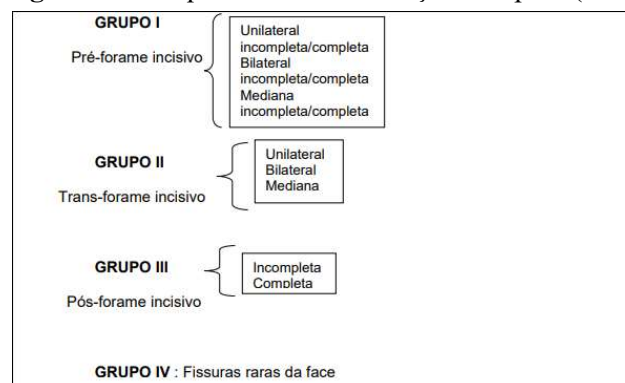 GRUPO I
Pré-forame incisivo
Unilateral
incompleta/completa
Bilateral
incompleta/completa
Mediana
incompleta/completa
GRUPO II
Trans-forame incisivo
Unilateral
Bilateral
Mediana
GRUPO III
Pós-forame incisivo
Incompleta
Completa
GRUPO IV : Fissuras raras da face